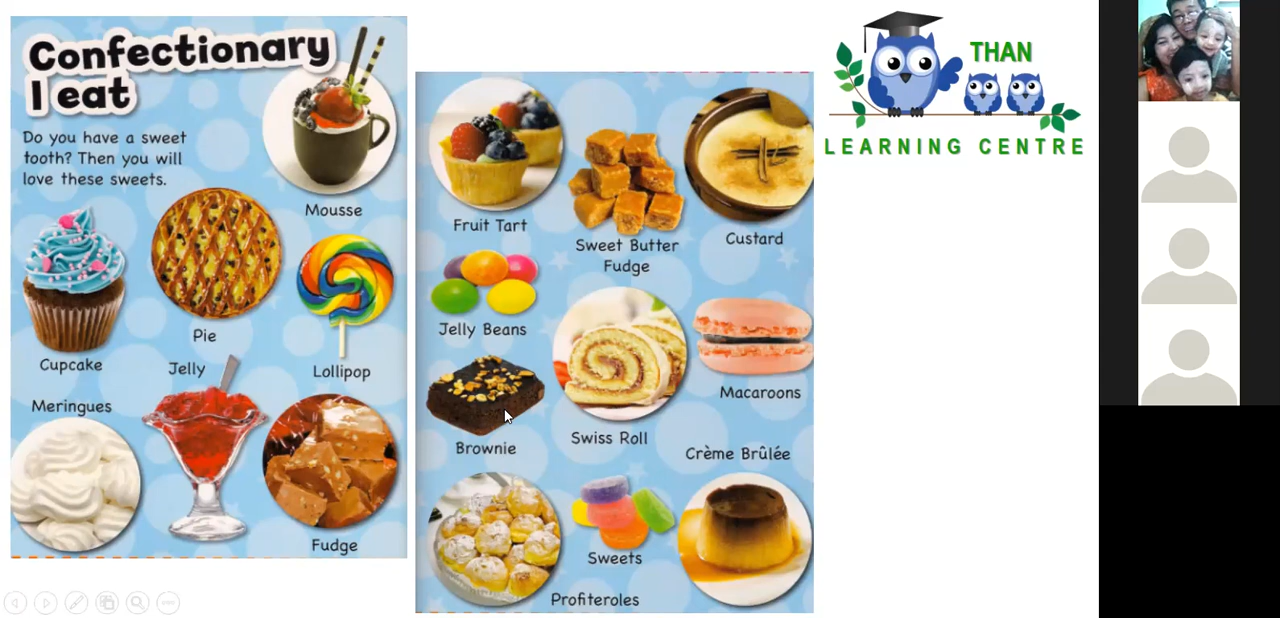 Confectionary
I eat
Do you have a sweet
tooth? Then you will
love these sweets.
Mousse
Pie
Cupcake
Jelly
Lollipop
Meringues
Fudge
Fruit Tart
Sweet Butter
Fudge
Custard
Jelly Beans
Macaroons
Brownie
Swiss Roll
Crème Brûlée
Sweets
Profiteroles
THAN
LEARNING CENTRE